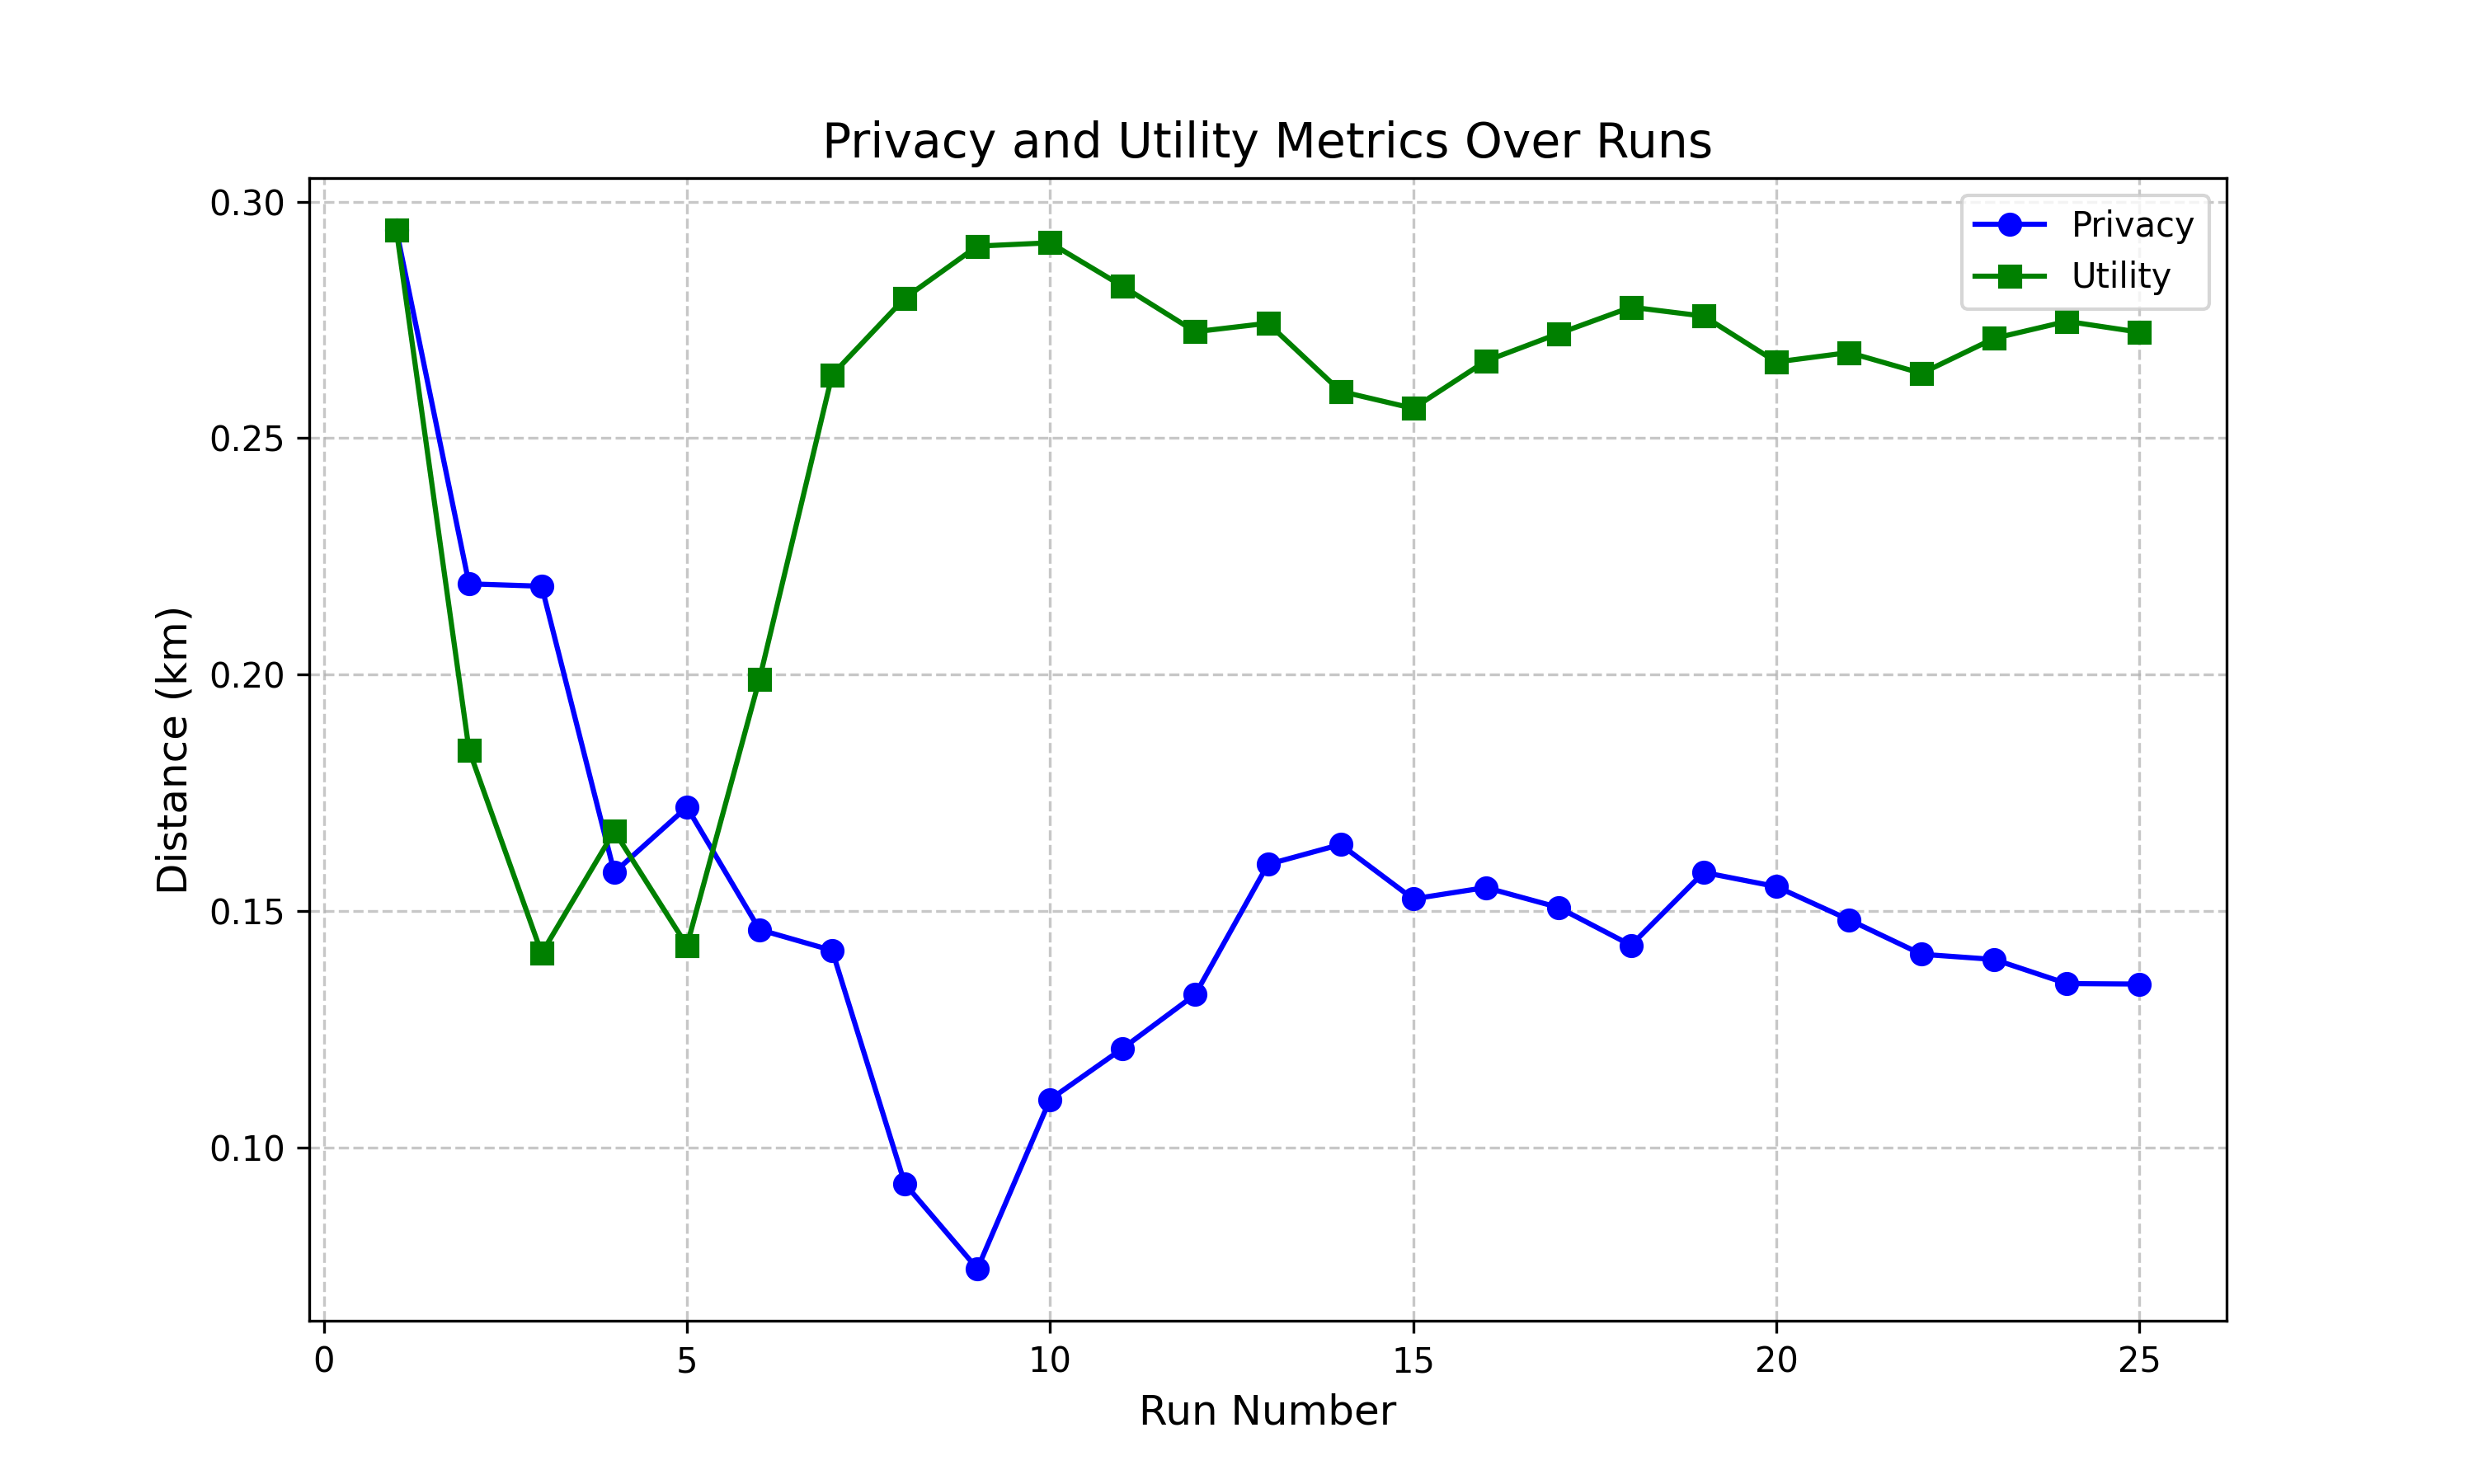 Privacy and Utility Metrics Over Runs
Privacy
Utility
Distance (km)
0.30
0.25
0.20
0.15
0.10
0 5 10 15 20 25
Run Number